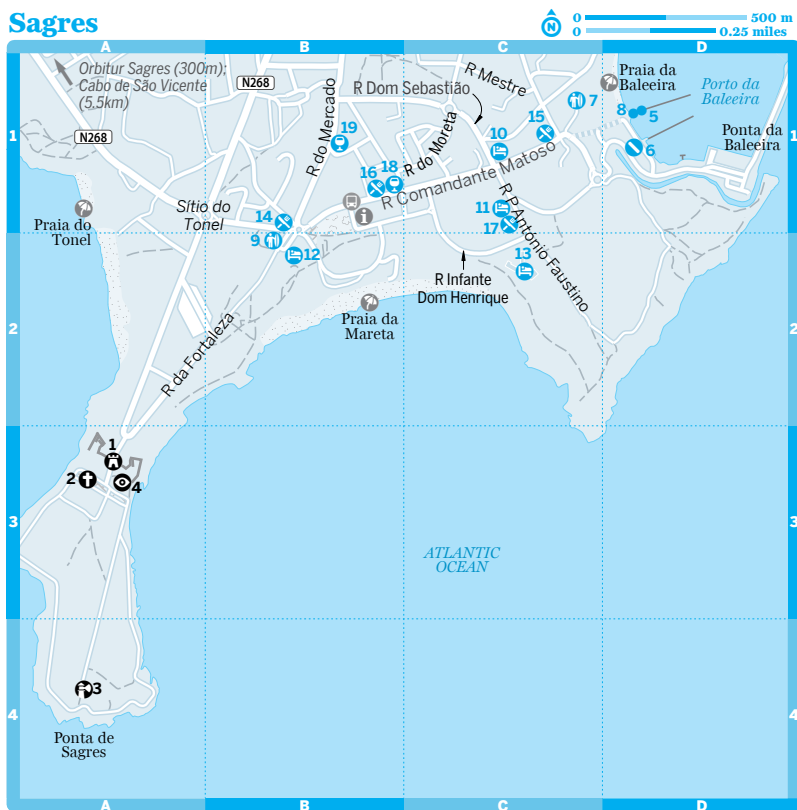 Sagres
N
0 500 m
0 0.25 miles
A B C D
Orbitur Sagres (300m);
Cabo de São Vicente
(5.5km)
N268
N268
R do Mercado
R Dom Sebastião
R Mestre
R do Moreta
R Comandante Matoso
Praia da
Baleeira
Porto da
Baleeira
Ponta da
Baleeira
7
8
5
6
15
10
19
18
16
1
1
Praia do
Tonel
Sítio do
Tonel
14
9
12
11
17
13
R P António Faustino
R Infante
Dom Henrique
Praia da
Mareta
R da Fortaleza
2
2
1
2
4
3
3
ATLANTIC
OCEAN
3
4
4
Ponta de
Sagres
A B C D